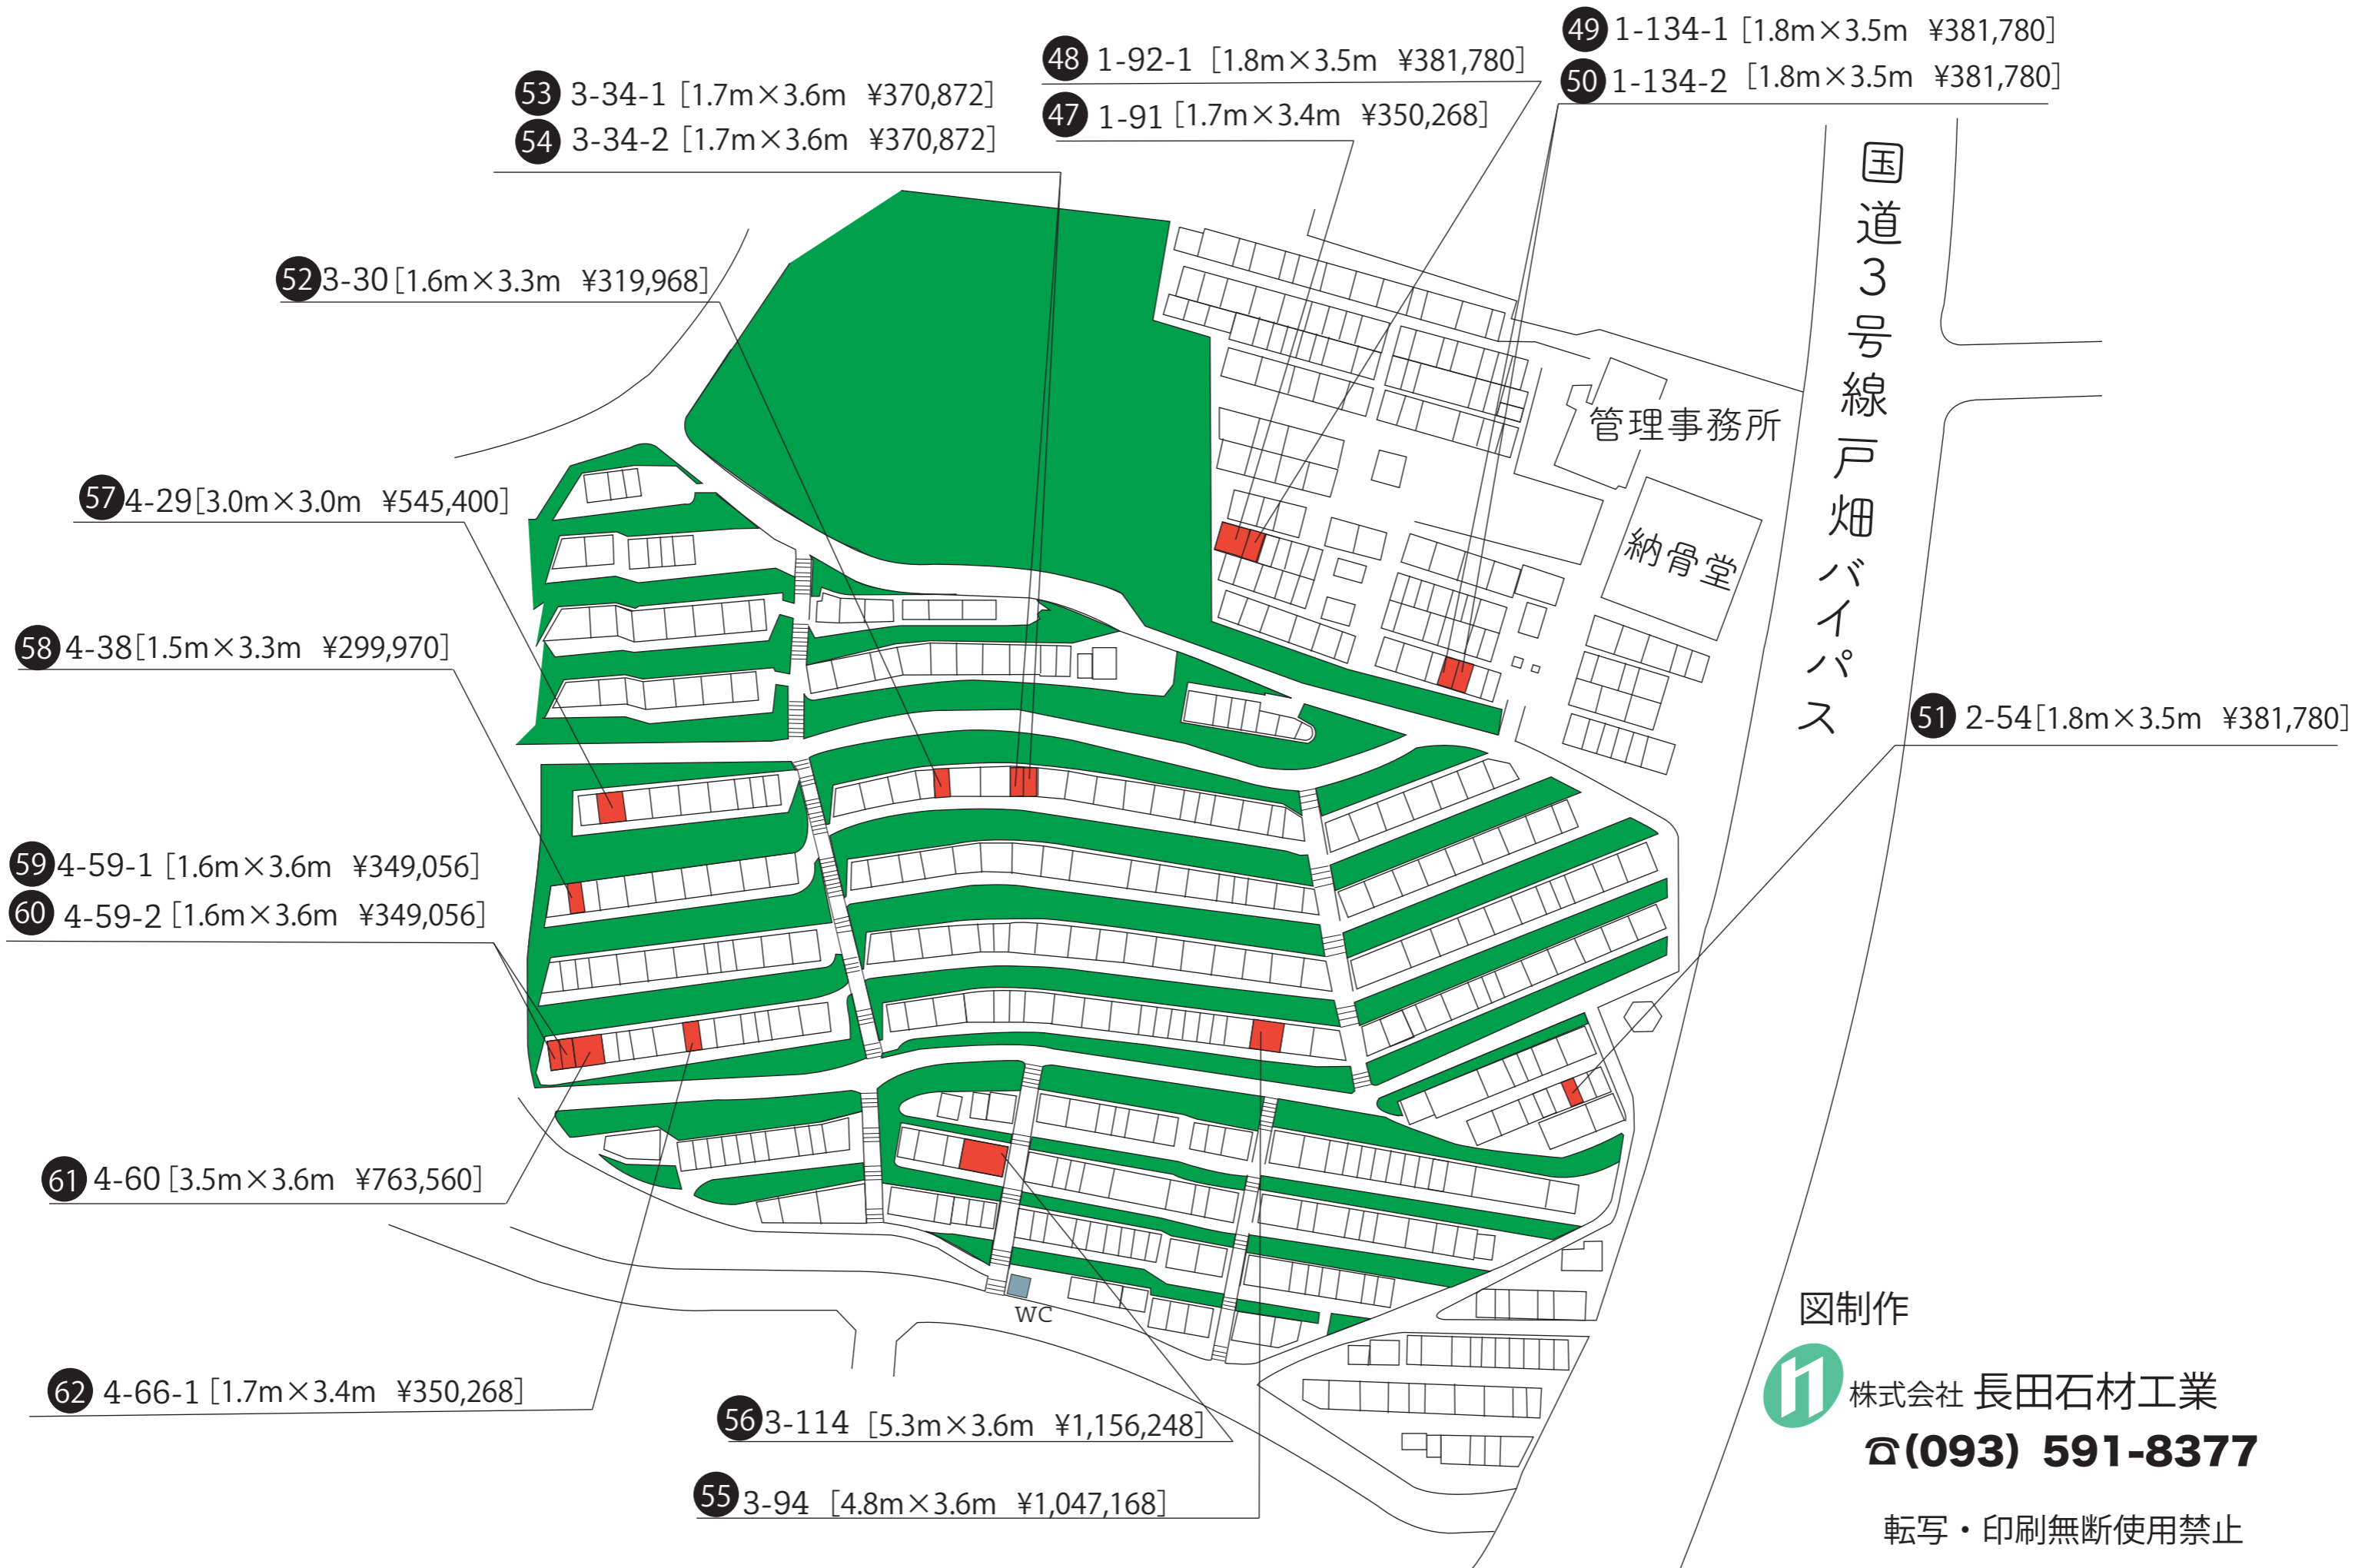 49 1-134-1 [1.8m×3.5m ¥381,780]
50 1-134-2 [1.8m×3.5m ¥381,780]
48 1-92-1 [1.8m×3.5m ¥381,780]
47 1-91 [1.7m×3.4m ¥350,268]
53 3-34-1 [1.7m×3.6m ¥370,872]
54 3-34-2 [1.7m×3.6m ¥370,872]
52 3-30 [1.6m×3.3m ¥319,968]
国道3号線戸畑バイパス
管理事務所
納骨堂
57 4-29 [3.0m×3.0m ¥545,400]
58 4-38 [1.5m×3.3m ¥299,970]
51 2-54 [1.8m×3.5m ¥381,780]
59 4-59-1 [1.6m×3.6m ¥349,056]
60 4-59-2 [1.6m×3.6m ¥349,056]
61 4-60 [3.5m×3.6m ¥763,560]
62 4-66-1 [1.7m×3.4m ¥350,268]
WC
56 3-114 [5.3m×3.6m ¥1,156,248]
55 3-94 [4.8m×3.6m ¥1,047,168]
図制作
株式会社 長田石材工業
☎(093) 591-8377
転写・印刷無断使用禁止